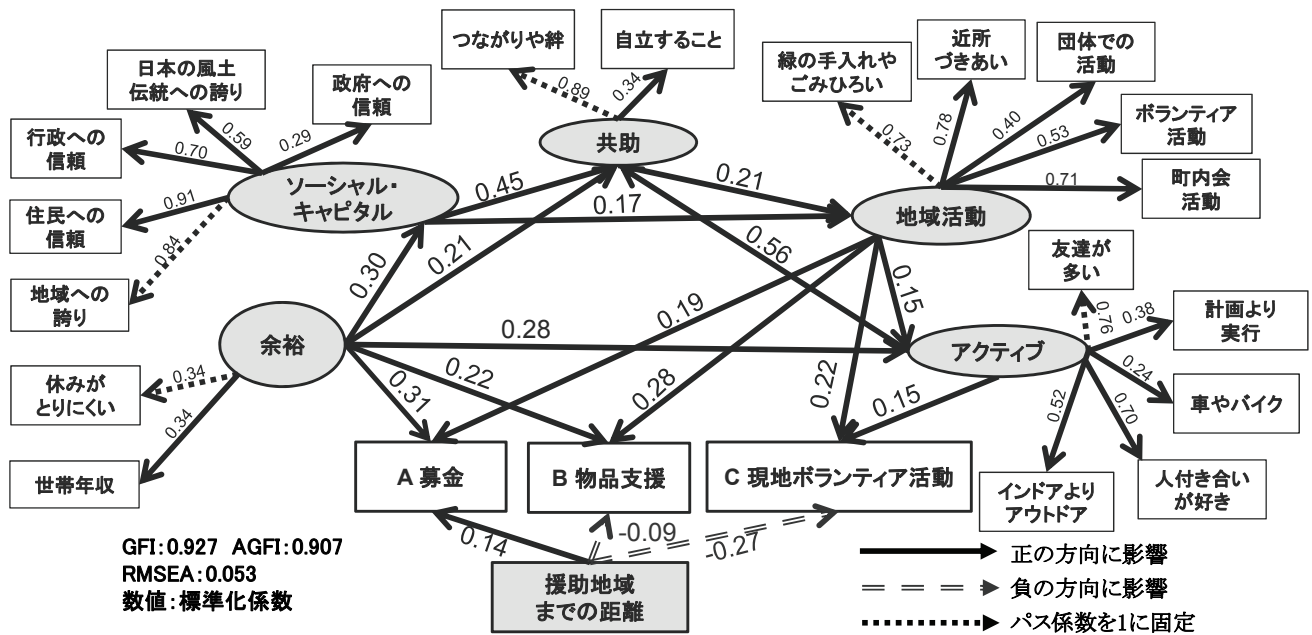 つながりや絆
自立すること
緑の手入れや
ごみひろい
近所
づきあい
団体での
活動
日本の風土
伝統への誇り
政府への
信頼
行政への
信頼
ボランティア
活動
町内会
活動
住民への
信頼
地域への
誇り
0.59
0.29
0.70
0.91
0.84
0.89
0.34
0.73
0.78
0.40
0.53
0.71
ソーシャル・
キャピタル
共助
地域活動
0.45
0.21
0.17
0.30
0.21
0.56
0.15
0.19
友達が
多い
計画より
実行
0.76
0.38
余裕
0.28
アクティブ
0.24
車やバイク
0.52
0.70
休みが
とりにくい
0.34
0.34
世帯年収
0.31
0.22
0.28
0.22
0.15
A 募金
B 物品支援
C 現地ボランティア活動
インドアより
アウトドア
人付き合い
が好き
0.14
-0.09
-0.27
援助地域
までの距離
GFI:0.927 AGFI:0.907
RMSEA:0.053
数値:標準化係数
正の方向に影響
負の方向に影響
パス係数を1に固定